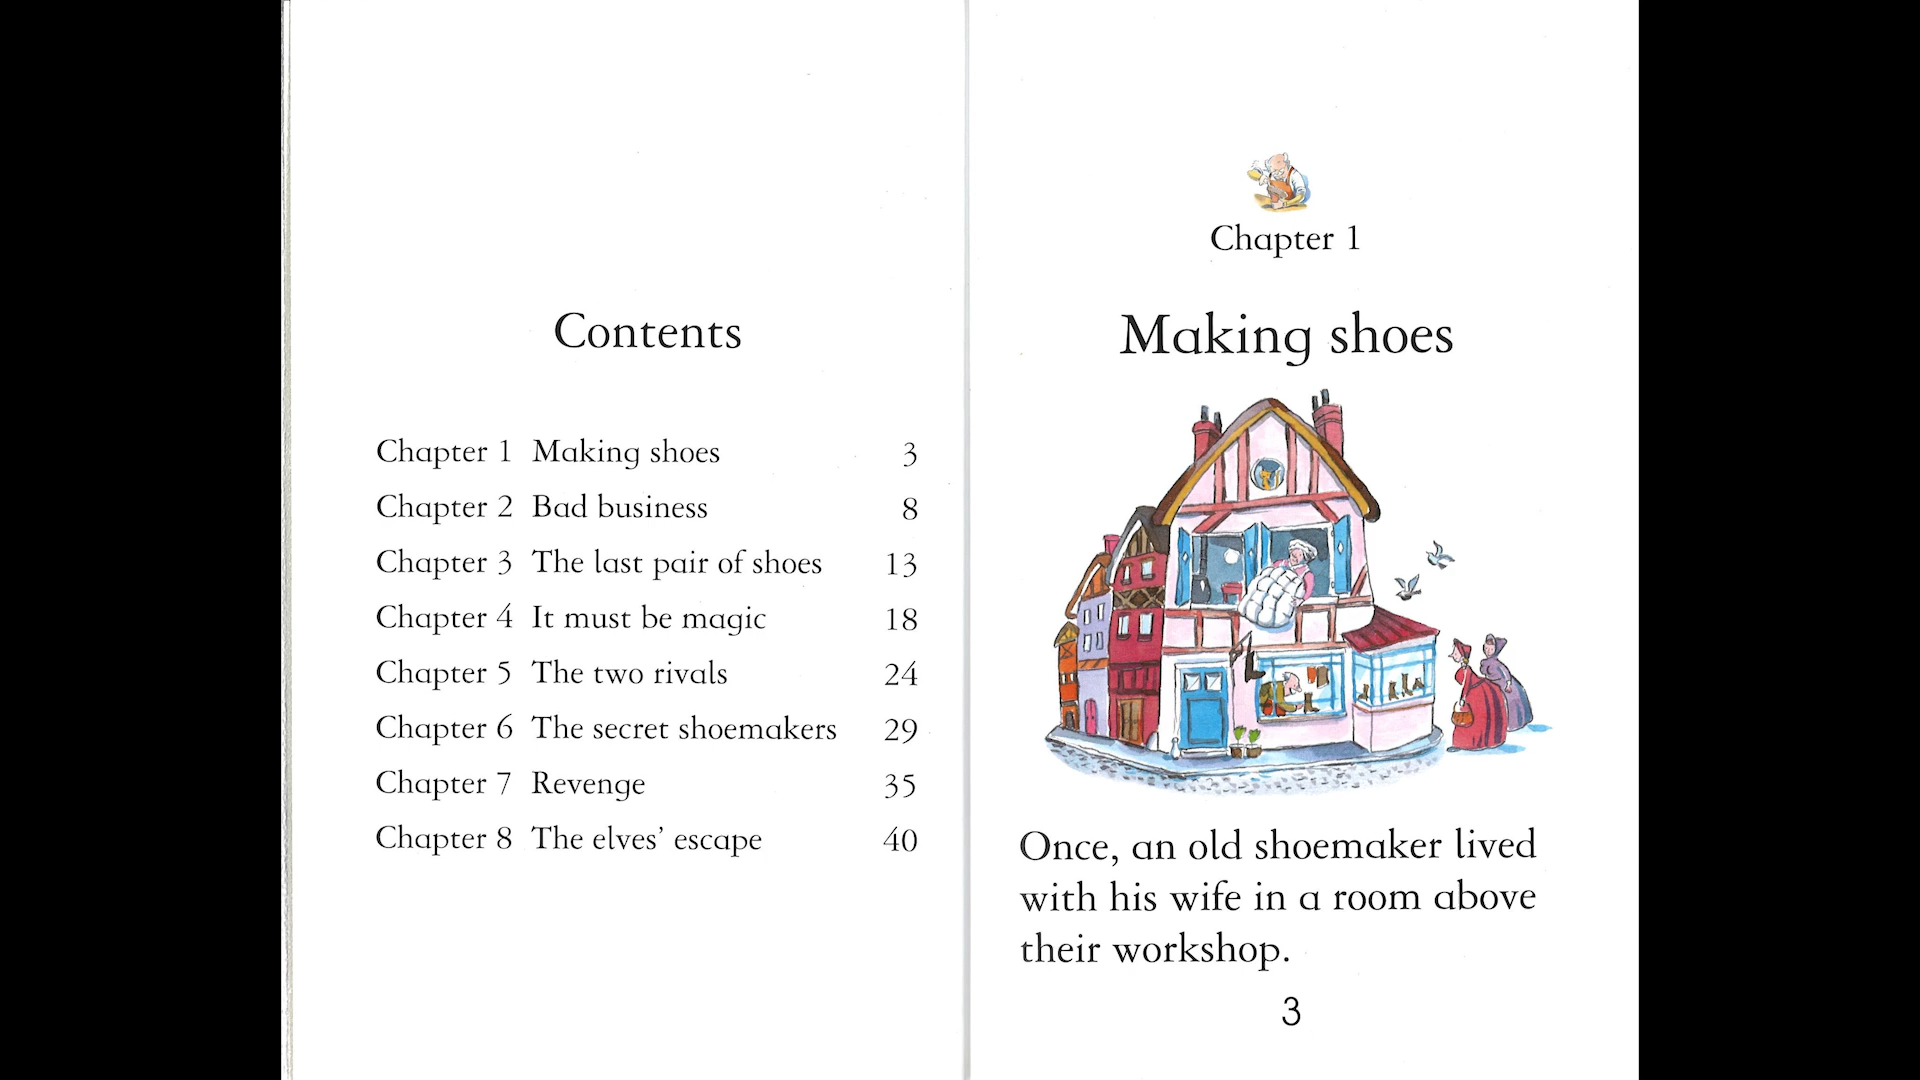 Contents
Chapter 1 Making shoes 3
Chapter 2 Bad business 8
Chapter 3 The last pair of shoes 13
Chapter 4 It must be magic 18
Chapter 5 The two rivals 24
Chapter 6 The secret shoemakers 29
Chapter 7 Revenge 35
Chapter 8 The elves’ escape 40
Chapter 1
Making shoes
Once, an old shoemaker lived
with his wife in a room above
their workshop.
3